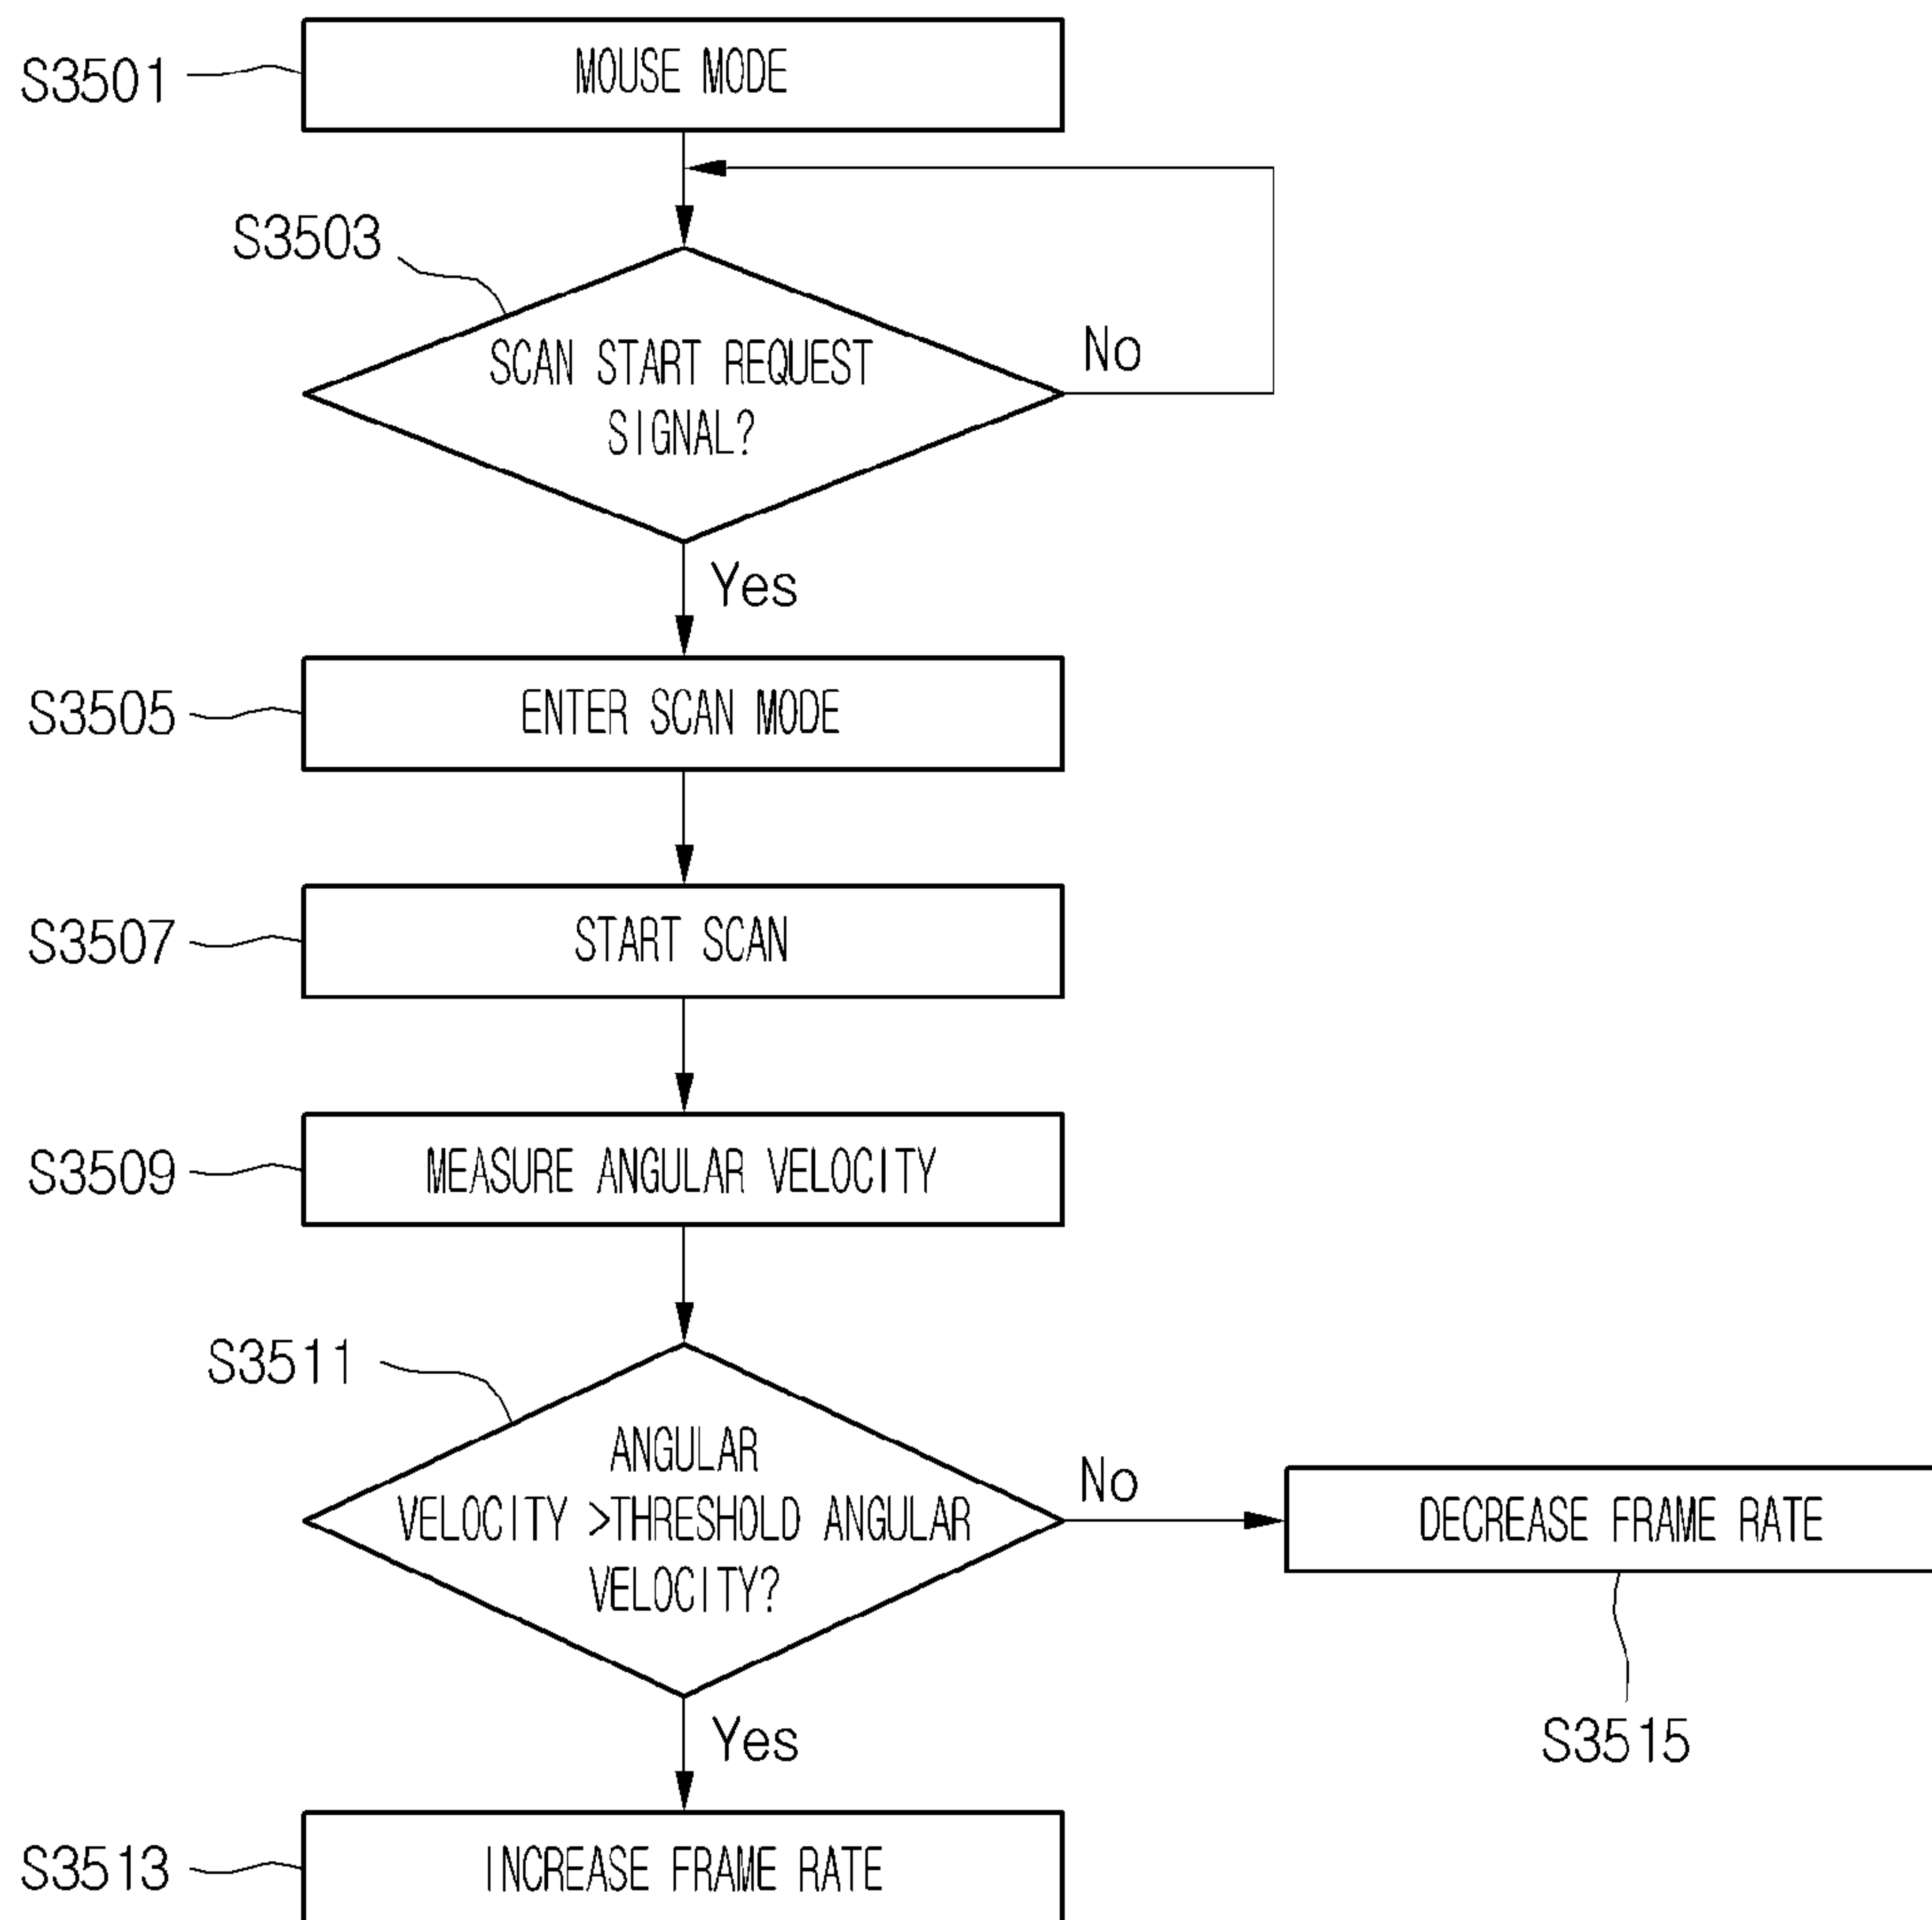 S3501
MOUSE MODE
S3503
SCAN START REQUEST
SIGNAL?
No
Yes
S3505
ENTER SCAN MODE
S3507
START SCAN
S3509
MEASURE ANGULAR VELOCITY
S3511
ANGULAR
VELOCITY >THRESHOLD ANGULAR
VELOCITY?
No
DECREASE FRAME RATE
S3515
Yes
S3513
INCREASE FRAME RATE